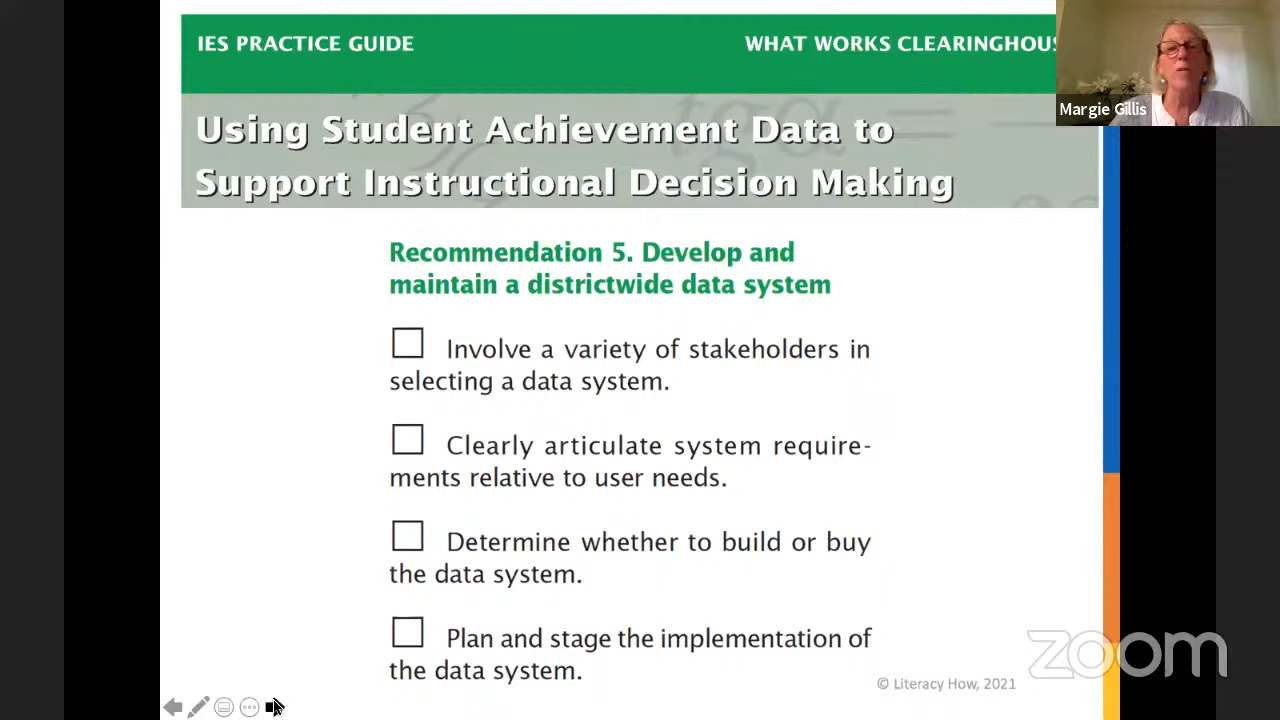 IES PRACTICE GUIDE
WHAT WORKS CLEARINGHOUS
Margie Gillis
Using Student Achievement Data to
Support Instructional Decision Making
Recommendation 5. Develop and
maintain a districtwide data system
Involve a variety of stakeholders in
selecting a data system.
Clearly articulate system require-
ments relative to user needs.
Determine whether to build or buy
the data system.
Plan and stage the implementation of
the data system.
zoom
© Literacy How, 2021